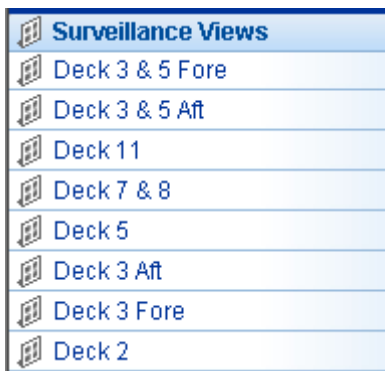 Surveillance Views
Deck 3 & 5 Fore
Deck 3 & 5 Aft
Deck 11
Deck 7 & 8
Deck 5
Deck 3 Aft
Deck 3 Fore
Deck 2